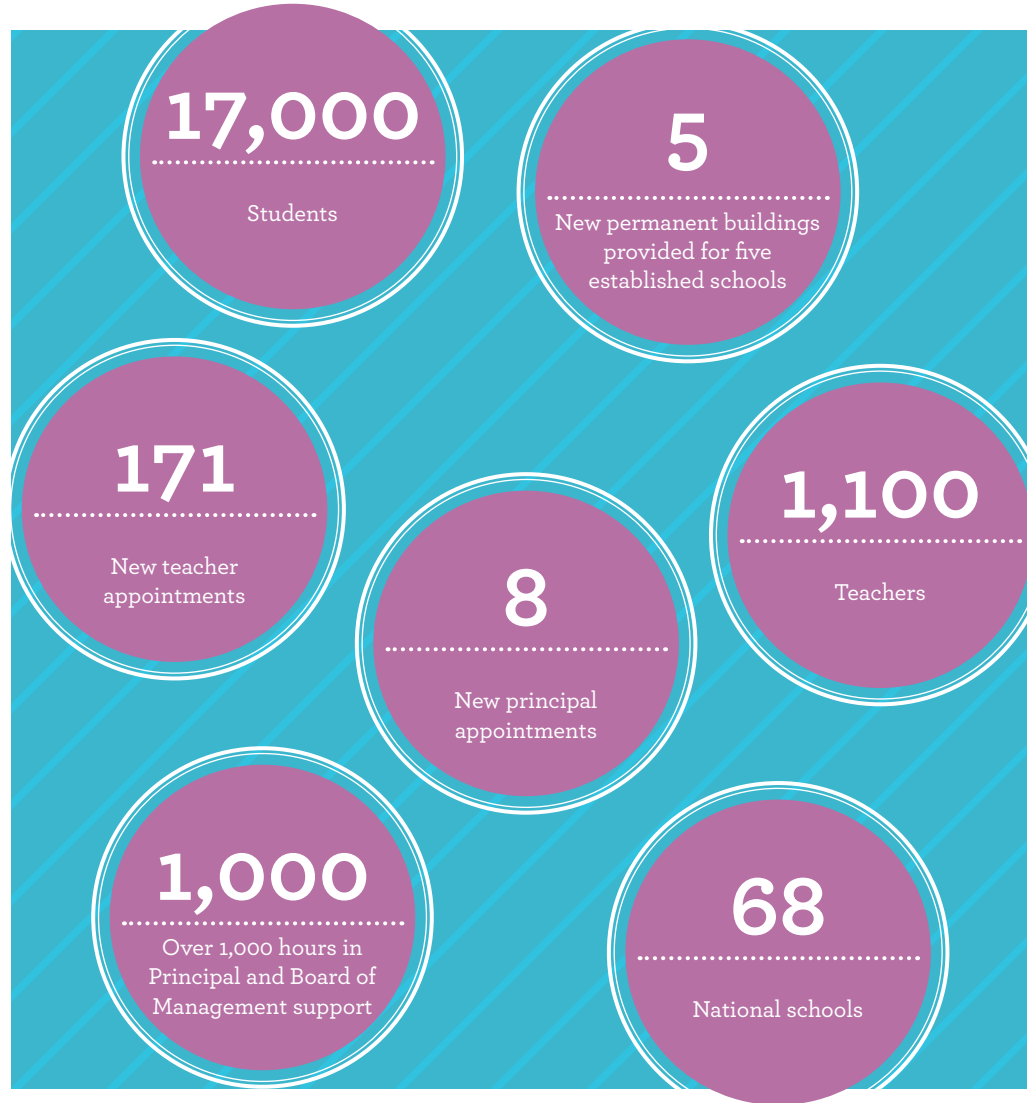 17,000
Students
5
New permanent buildings
provided for five
established schools
171
New teacher
appointments
1,100
Teachers
8
New principal
appointments
1,000
Over 1,000 hours in
Principal and Board of
Management support
68
National schools